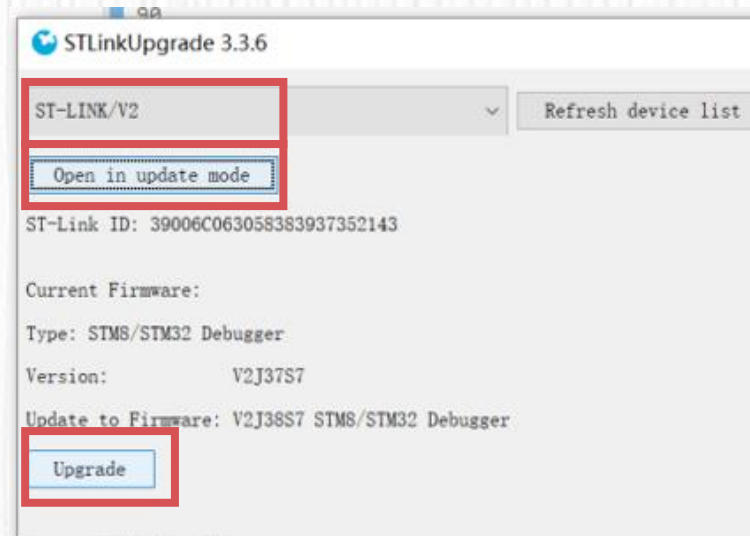 90
STLinkUpgrade 3.3.6
ST-LINK/V2 Refresh device list
Open in update mode
ST-Link ID: 39006C063058383937352143
Current Firmware:
Type: STM8/STM32 Debugger
Version: V2J37S7
Update to Firmware: V2J38S7 STM8/STM32 Debugger
Upgrade